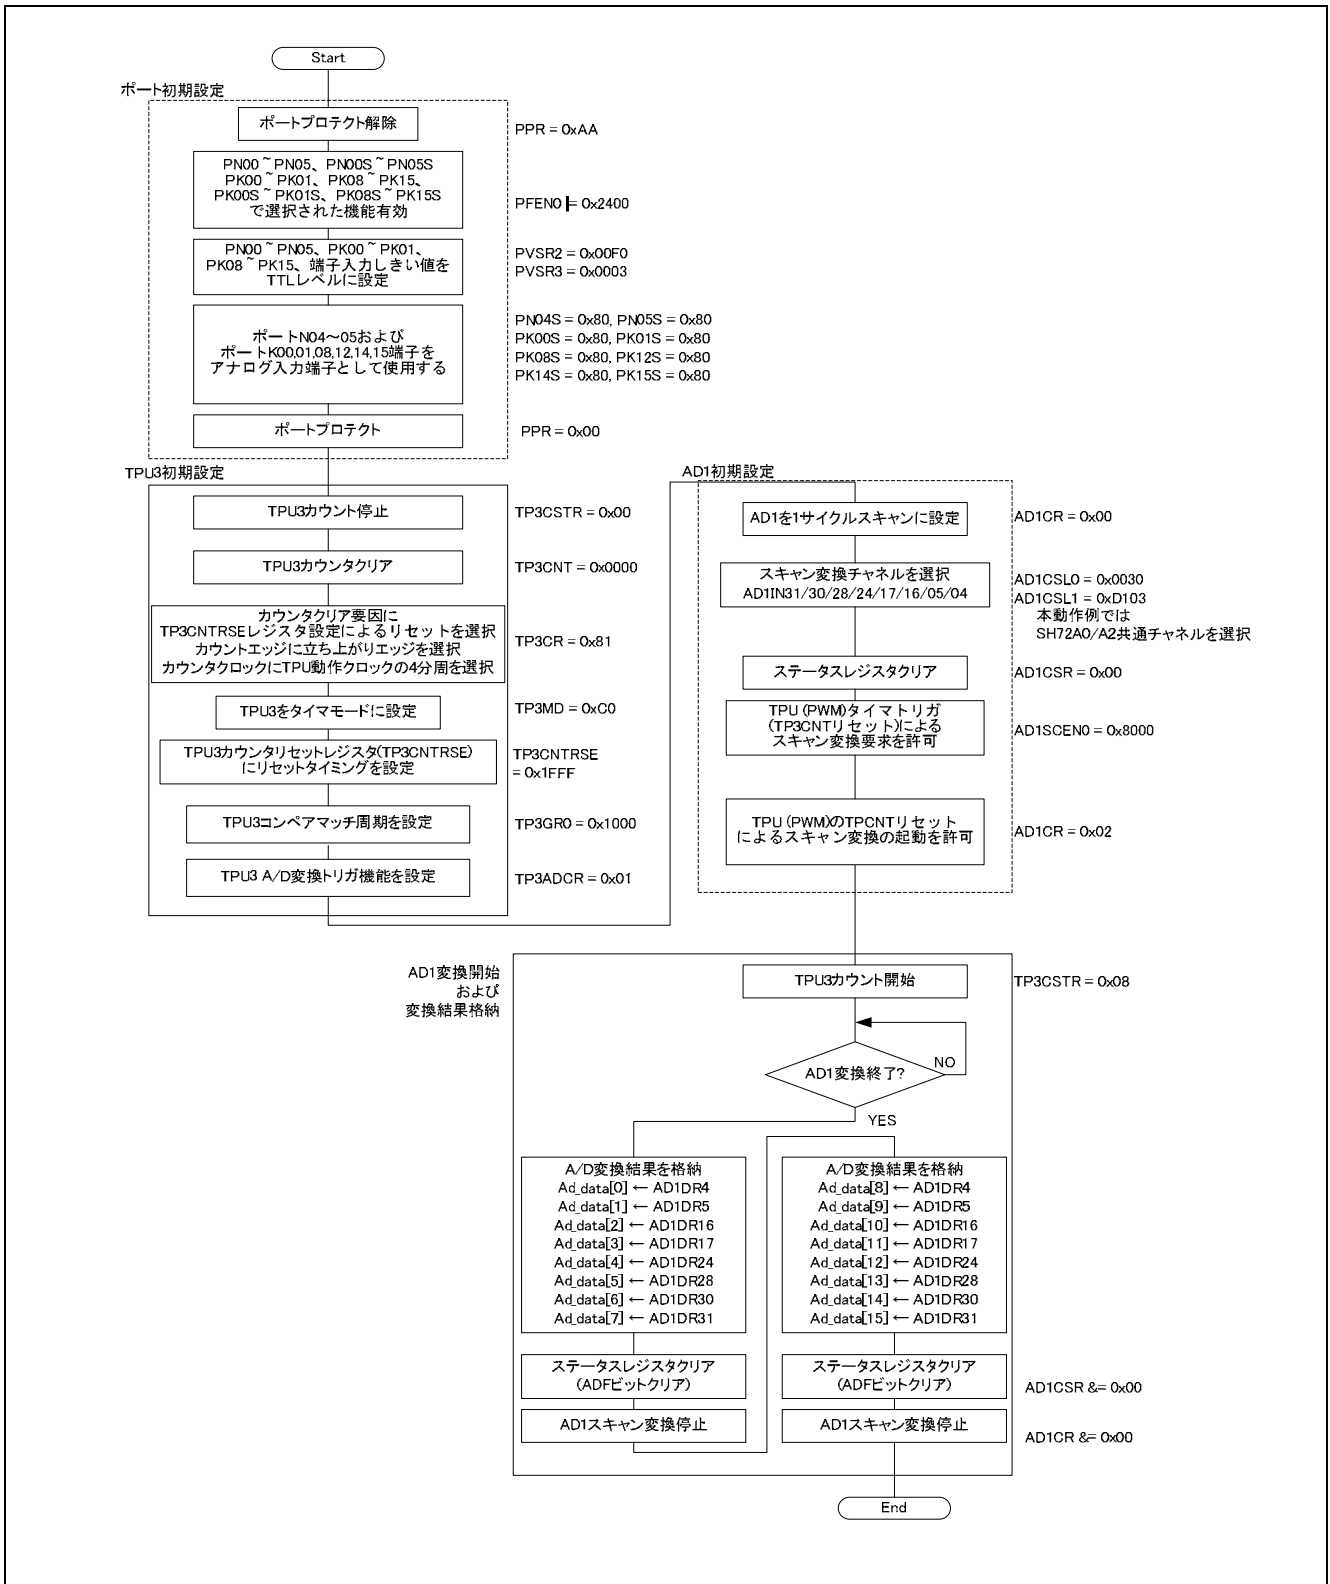 Start
ポート初期設定
ポートプロテクト解除
PPR = 0xAA
PN00~PN05、PN00S~PN05S
PK00~PK01、PK08~PK15、
PK00S~PK01S、PK08S~PK15S
で選択された機能有効
PFEN0 |= 0x2400
PN00~PN05、PK00~PK01、
PK08~PK15、端子入力しきい値を
TTLレベルに設定
PVSR2 = 0x00F0
PVSR3 = 0x0003
ポートN04～05および
ポートK00,01,08,12,14,15端子を
アナログ入力端子として使用する
PN04S = 0x80, PN05S = 0x80
PK00S = 0x80, PK01S = 0x80
PK08S = 0x80, PK12S = 0x80
PK14S = 0x80, PK15S = 0x80
ポートプロテクト
PPR = 0x00
TPU3初期設定
TPU3カウント停止
TP3CSTR = 0x00
TPU3カウンタクリア
TP3CNT = 0x0000
カウンタクリア要因に
TP3CNTRSEレジスタ設定によるリセットを選択
カウントエッジに立ち上がりエッジを選択
カウンタクロックにTPU動作クロックの4分周を選択
TP3CR = 0x81
TPU3をタイマモードに設定
TP3MD = 0xC0
TPU3カウンタリセットレジスタ(TP3CNTRSE)
にリセットタイミングを設定
TP3CNTRSE
= 0x1FFF
TPU3コンペアマッチ周期を設定
TP3GR0 = 0x1000
TPU3 A/D変換トリガ機能を設定
TP3ADCR = 0x01
AD1初期設定
AD1を1サイクルスキャンに設定
AD1CR = 0x00
スキャン変換チャネルを選択
AD1IN31/30/28/24/17/16/05/04
AD1CSL0 = 0x0030
AD1CSL1 = 0xD103
本動作例では
SH72A0/A2共通チャネルを選択
ステータスレジスタクリア
AD1CSR = 0x00
TPU (PWM)タイマトリガ
(TP3CNTリセット)による
スキャン変換要求を許可
AD1SCEN0 = 0x8000
TPU (PWM)のTPCNTリセット
によるスキャン変換の起動を許可
AD1CR = 0x02
AD1変換開始
および
変換結果格納
TPU3カウント開始
TP3CSTR = 0x08
AD1変換終了?
NO
YES
A/D変換結果を格納
Ad_data[0] ← AD1DR4
Ad_data[1] ← AD1DR5
Ad_data[2] ← AD1DR16
Ad_data[3] ← AD1DR17
Ad_data[4] ← AD1DR24
Ad_data[5] ← AD1DR28
Ad_data[6] ← AD1DR30
Ad_data[7] ← AD1DR31
ステータスレジスタクリア
(ADFビットクリア)
AD1スキャン変換停止
A/D変換結果を格納
Ad_data[8] ← AD1DR4
Ad_data[9] ← AD1DR5
Ad_data[10] ← AD1DR16
Ad_data[11] ← AD1DR17
Ad_data[12] ← AD1DR24
Ad_data[13] ← AD1DR28
Ad_data[14] ← AD1DR30
Ad_data[15] ← AD1DR31
ステータスレジスタクリア
(ADFビットクリア)
AD1CSR &= 0x00
AD1スキャン変換停止
AD1CR &= 0x00
End